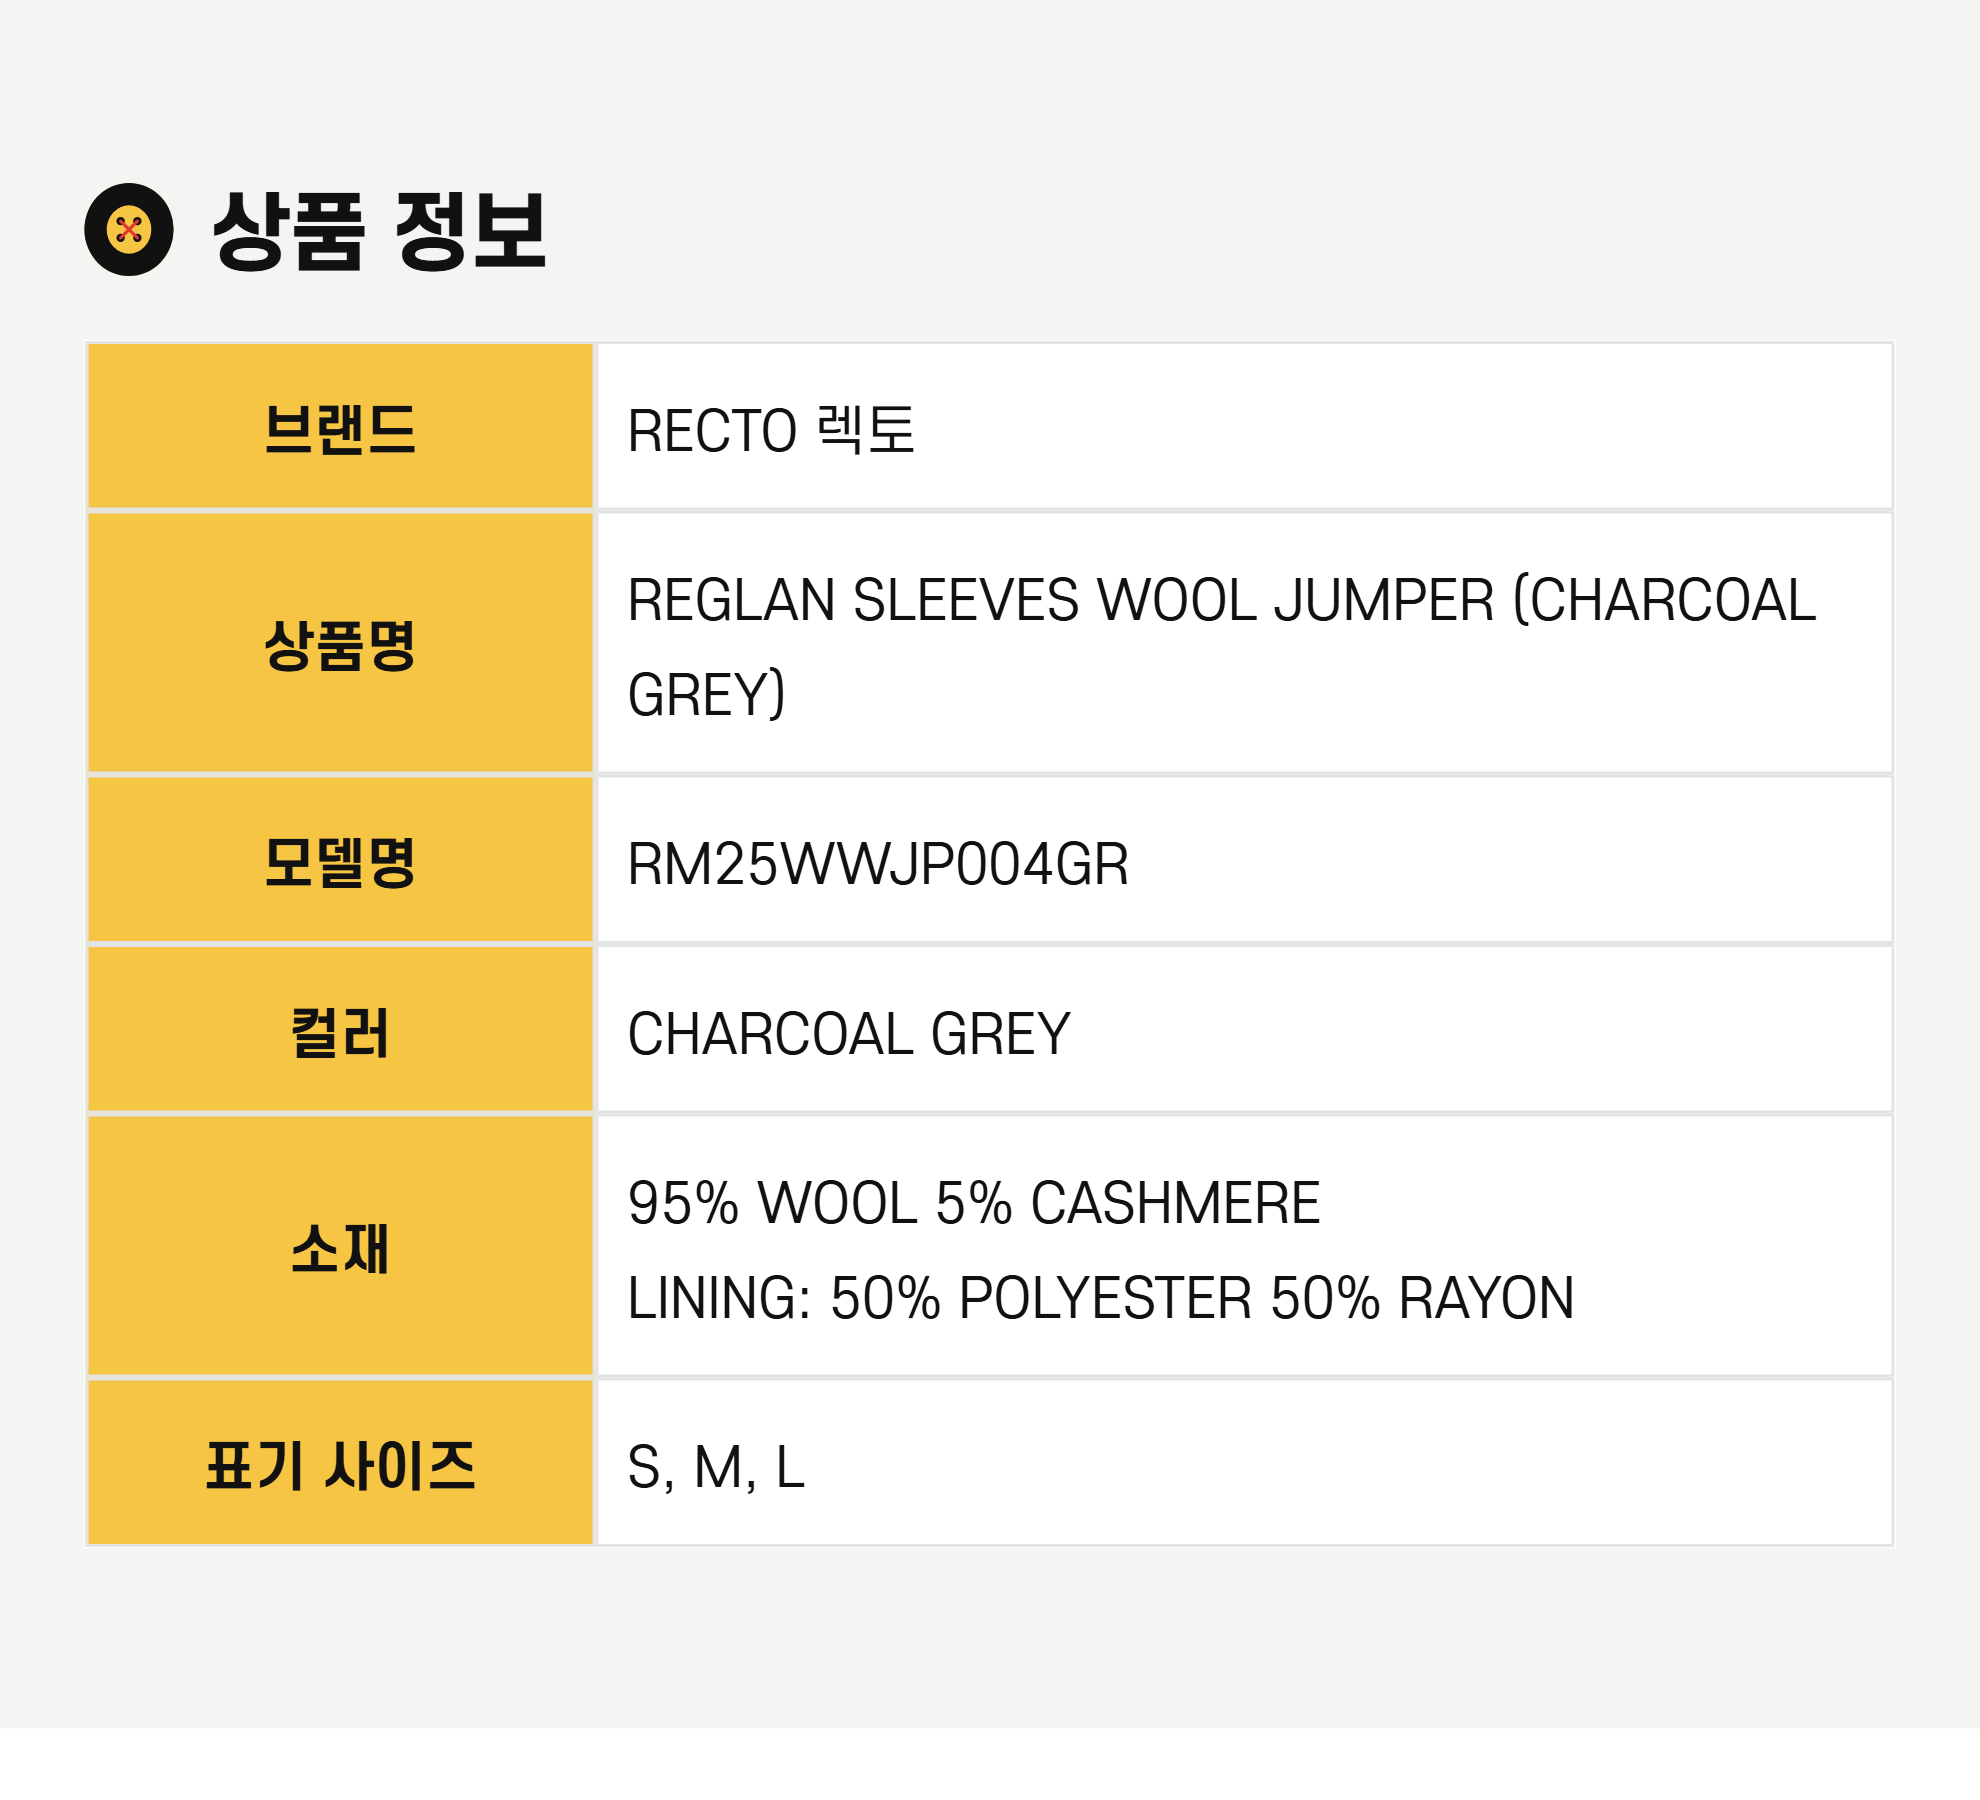 상품 정보
브랜드
RECTO 렉토
상품명
REGLAN SLEEVES WOOL JUMPER (CHARCOAL
GREY)
모델명
RM25WWJP004GR
컬러
CHARCOAL GREY
소재
95% WOOL 5% CASHMERE
LINING: 50% POLYESTER 50% RAYON
표기 사이즈
S, M, L